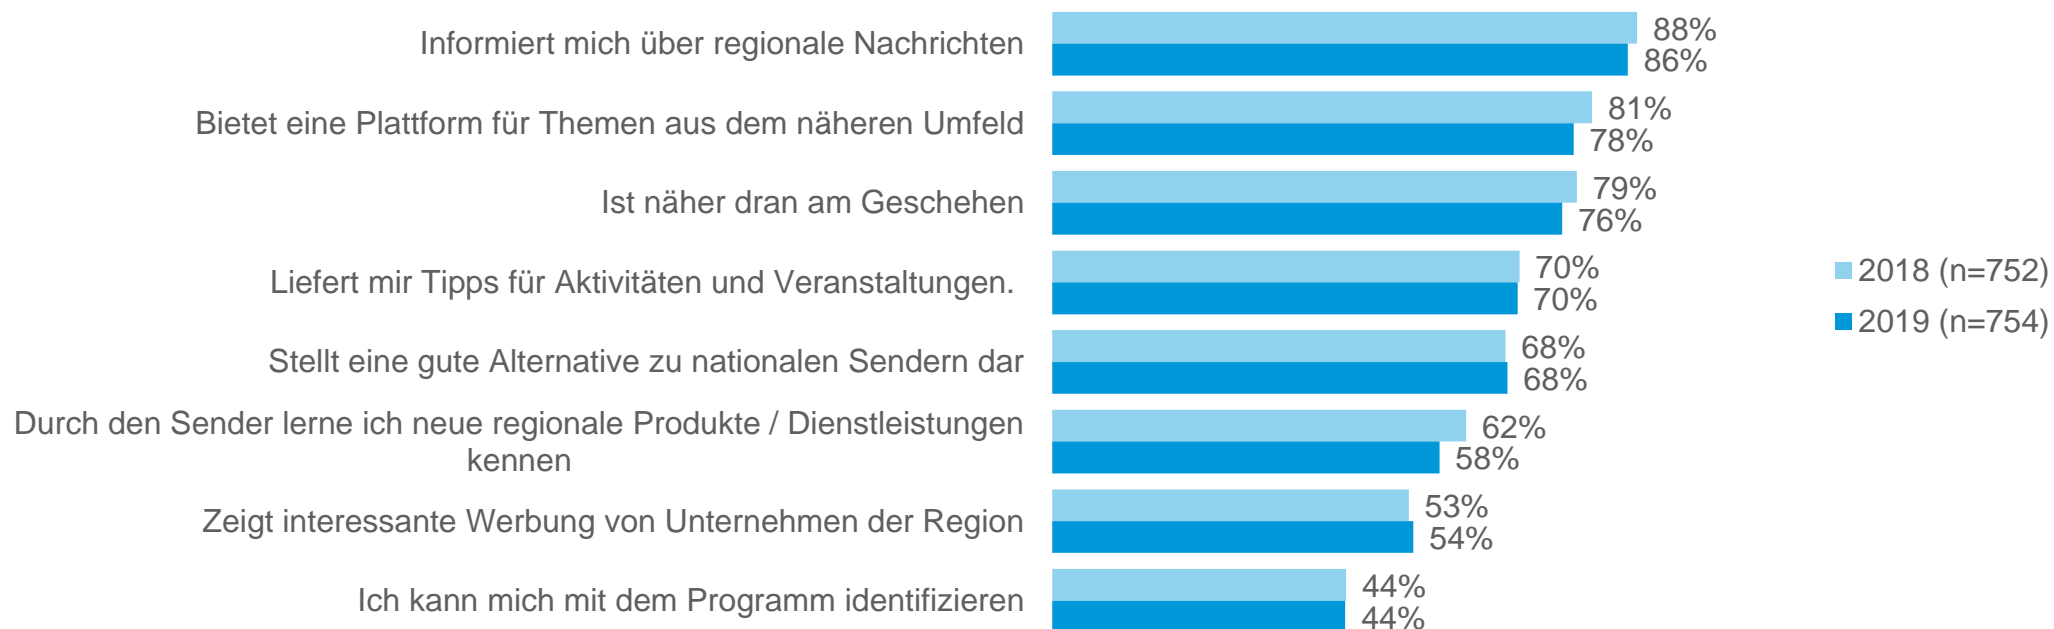 Informiert mich über regionale Nachrichten
88%
86%
Bietet eine Plattform für Themen aus dem näheren Umfeld
81%
78%
Ist näher dran am Geschehen
79%
76%
Liefert mir Tipps für Aktivitäten und Veranstaltungen.
70%
70%
Stellt eine gute Alternative zu nationalen Sendern dar
68%
68%
Durch den Sender lerne ich neue regionale Produkte / Dienstleistungen
kennen
62%
58%
Zeigt interessante Werbung von Unternehmen der Region
53%
54%
Ich kann mich mit dem Programm identifizieren
44%
44%
2018 (n=752)
2019 (n=754)